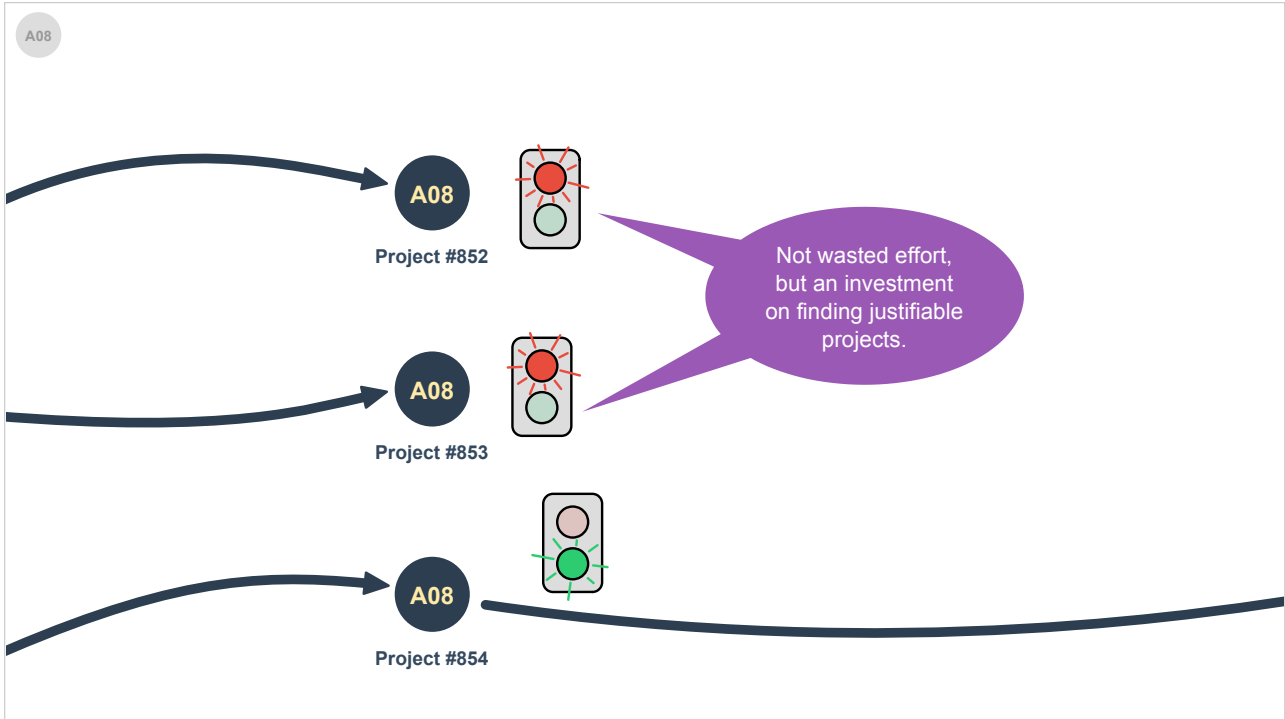 A08
A08
Project #852
Not wasted effort,
but an investment
on finding justifiable
projects.
A08
Project #853
A08
Project #854